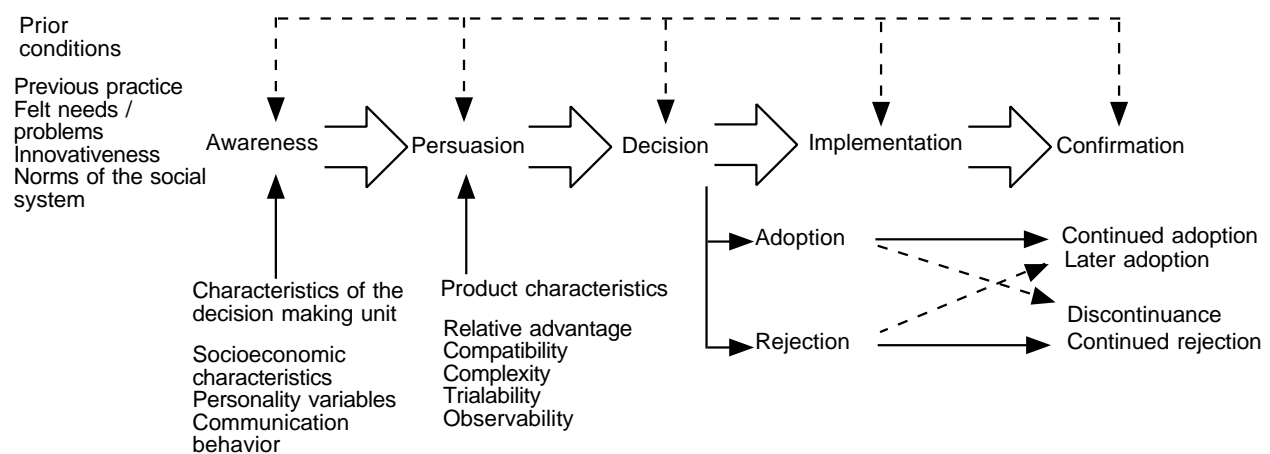 Prior
conditions
Previous practice
Felt needs /
problems
Innovativeness
Norms of the social
system
Awareness
Persuasion
Decision
Implementation
Confirmation
Adoption
Rejection
Continued adoption
Later adoption
Discontinuance
Continued rejection
Characteristics of the
decision making unit
Socioeconomic
characteristics
Personality variables
Communication
behavior
Product characteristics
Relative advantage
Compatibility
Complexity
Trialability
Observability